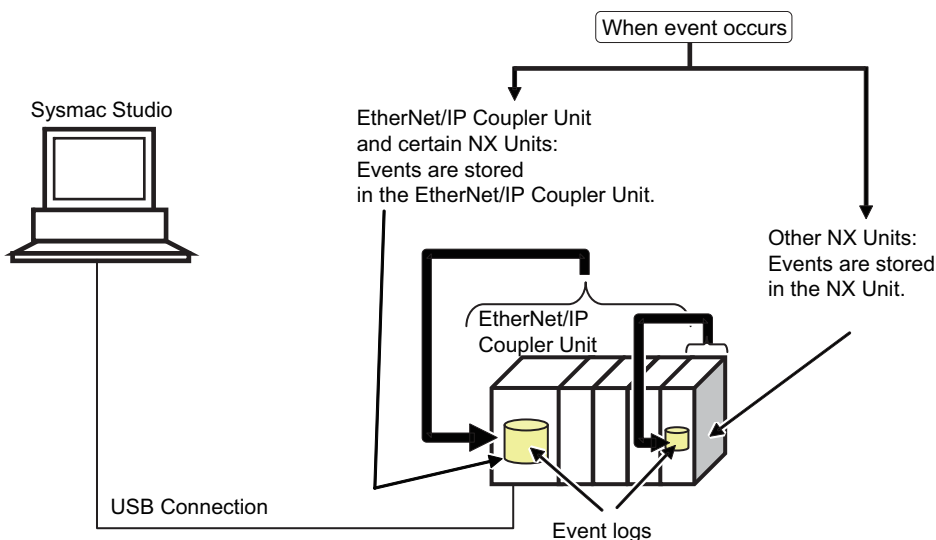 When event occurs
Sysmac Studio
EtherNet/IP Coupler Unit
and certain NX Units:
Events are stored
in the EtherNet/IP Coupler Unit.
Other NX Units:
Events are stored
in the NX Unit.
EtherNet/IP
Coupler Unit
USB Connection
Event logs